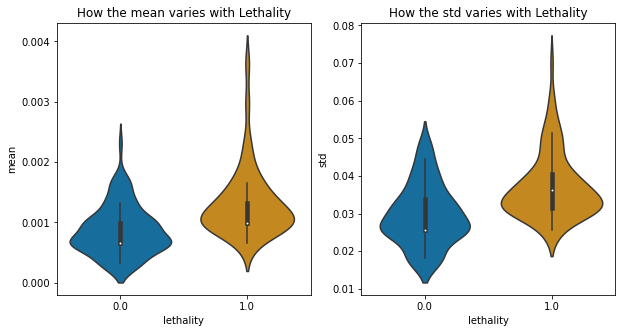 How the mean varies with Lethality
mean
0.004
0.003
0.002
0.001
0.000
0.0
1.0
lethality
How the std varies with Lethality
std
0.08
0.07
0.06
0.05
0.04
0.03
0.02
0.01
0.0
1.0
lethality